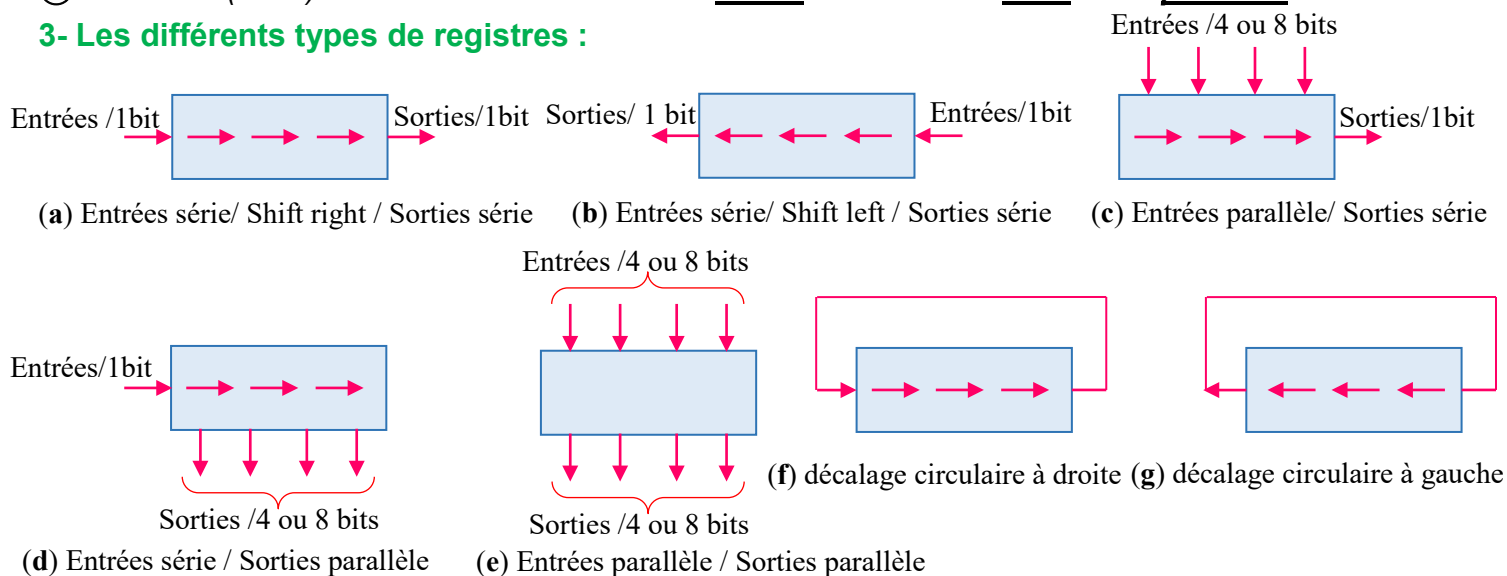 3- Les différents types de registres :
Entrées /4 ou 8 bits
Entrées /1bit
Sorties/1bit
Sorties/ 1 bit
Entrées/1bit
Sorties/1bit
(a) Entrées série/ Shift right / Sorties série
(b) Entrées série/ Shift left / Sorties série
(c) Entrées parallèle/ Sorties série
Entrées /4 ou 8 bits
Entrées/1bit
(f) décalage circulaire à droite
(g) décalage circulaire à gauche
Sorties /4 ou 8 bits
Sorties /4 ou 8 bits
(d) Entrées série / Sorties parallèle
(e) Entrées parallèle / Sorties parallèle